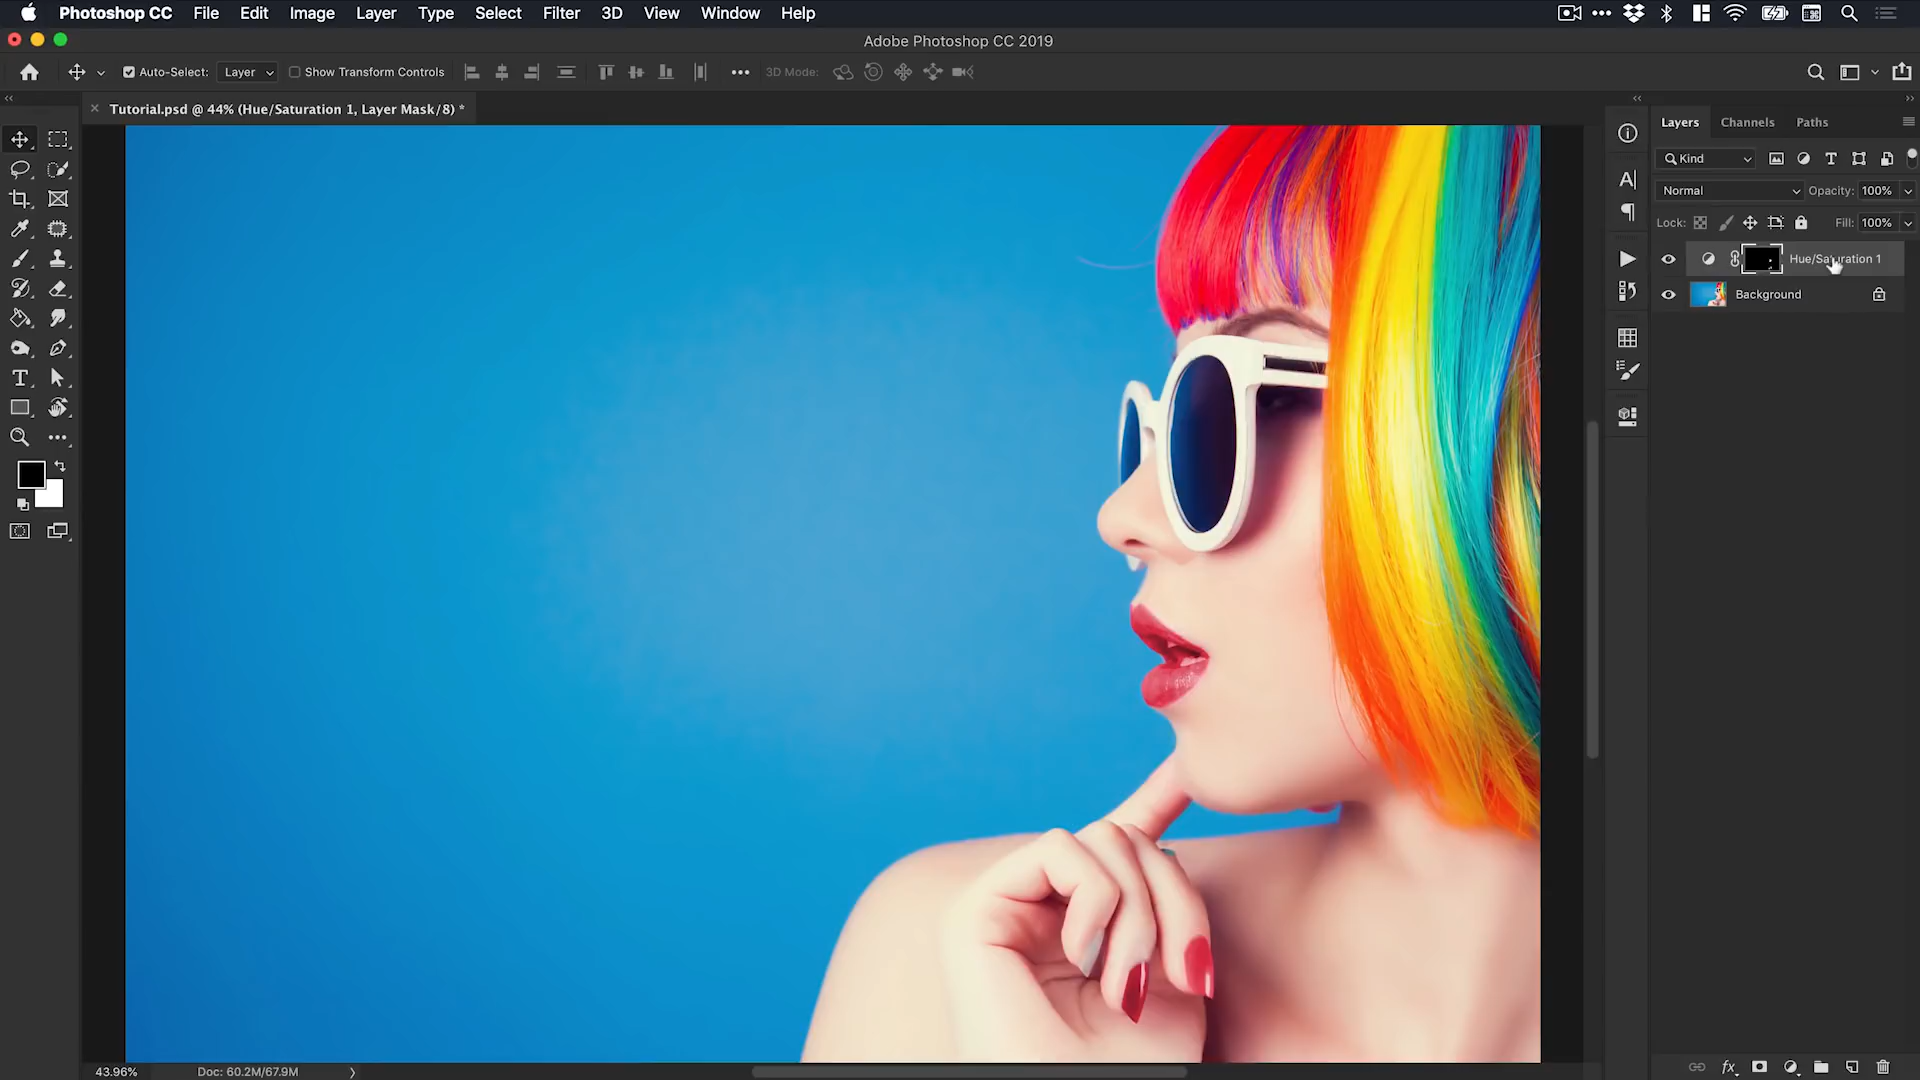 Photoshop CC File Edit Image Layer Type Select Filter 3D View Window Help
Adobe Photoshop CC 2019
Auto-Select: Layer Show Transform Controls 3D Mode:
Tutorial.psd @ 44% (Hue/Saturation 1, Layer Mask/8) *
Layers Channels Paths
Kind
Normal Opacity: 100%
Lock: Fill: 100%
Hue/Saturation 1
Background
43.96% Doc: 60.2M/67.9M